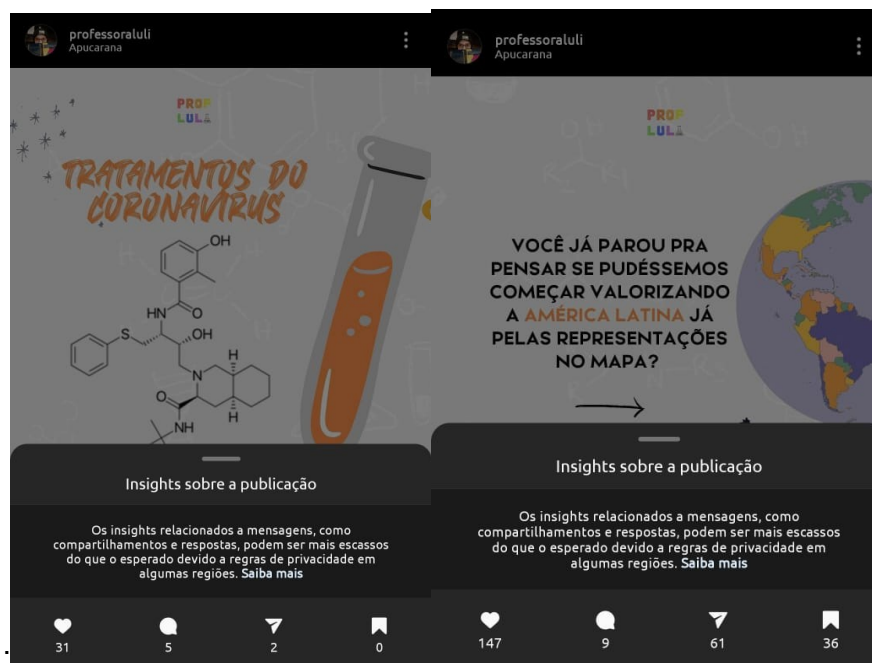 professoraluli
Apucarana
PROF
LULI
TRATAMENTOS DO
CORONAVÍRUS
OH
HN
O
S
OH
H
N
O
H
NH
Insights sobre a publicação
Os insights relacionados a mensagens, como
compartilhamentos e respostas, podem ser mais escassos
do que o esperado devido a regras de privacidade em
algumas regiões. Saiba mais
31 5 2 0
professoraluli
Apucarana
PROF
LULI
VOCÊ JÁ PAROU PRA
PENSAR SE PUDÉSSEMOS
COMEÇAR VALORIZANDO
A AMÉRICA LATINA JÁ
PELAS REPRESENTAÇÕES
NO MAPA?
Insights sobre a publicação
Os insights relacionados a mensagens, como
compartilhamentos e respostas, podem ser mais escassos
do que o esperado devido a regras de privacidade em
algumas regiões. Saiba mais
147 9 61 36